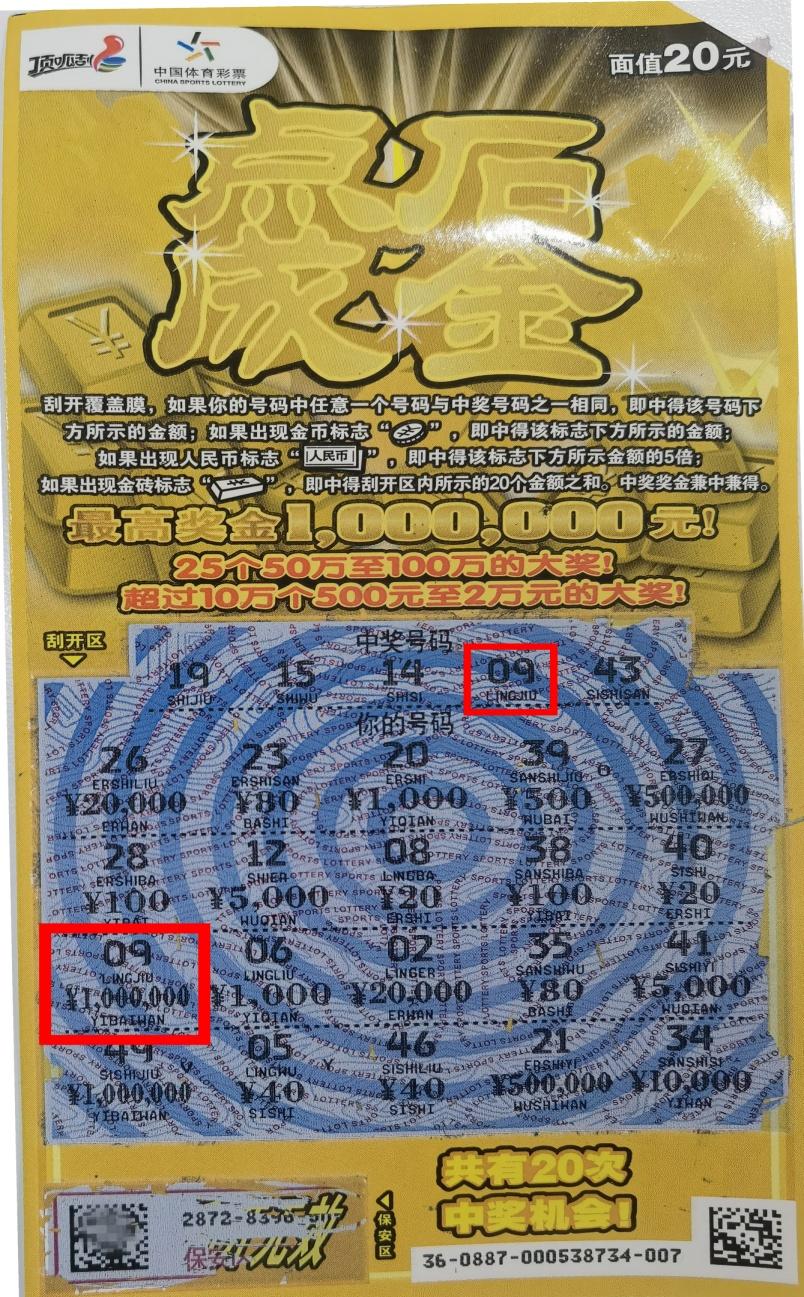 顶呱刮
中国体育彩票
CHINA SPORTS LOTTERY
面值20元
点石
成金
刮开覆盖膜，如果你的号码中任意一个号码与中奖号码之一相同，即中得该号码下
方所示的金额；如果出现金币标志“ ”，即中得该标志下方所示的金额；
如果出现人民币标志“人民币”，即中得该标志下方所示金额的5倍；
如果出现金砖标志“ ”，即中得刮开区内所示的20个金额之和。中奖奖金兼中兼得。
最高奖金1,000,000元！
25个50万至100万的大奖！
超过10万个500元至2万元的大奖！
刮开区
中奖号码
19 15 14 09 43
SHIJIU SHIWU SHISI LINGJIU SISHISAN
你的号码
26 23 20 39 27
ERSHILIU ERSHISAN ERSHI SANSHIJIU ERSHIQI
¥20,000 ¥80 ¥1,000 ¥500 ¥500,000
ERWAN BASHI YIQIAN WUBAI WUSHIWAN
28 12 08 38 40
ERSHIBA SHIER LINGBA SANSHIBA SISHI
¥100 ¥5,000 ¥20 ¥100 ¥20
YIBAI WUQIAN ERSHI YIBAI ERSHI
09 06 02 35 41
LINGJIU LINGLIU LINGER SANSHIWU SISHIYI
¥1,000,000 ¥1,000 ¥20,000 ¥80 ¥5,000
YIBAIWAN YIQIAN ERWAN BASHI WUQIAN
49 05 46 21 34
SISHIJIU LINGWU SISHILIU ERSHIYI SANSHISI
¥1,000,000 ¥40 ¥40 ¥500,000 ¥10,000
YIBAIWAN SISHI SISHI WUSHIWAN YIWAN
共有20次
中奖机会！
保安区
2872-8396
保安
无效
36-0887-000538734-007